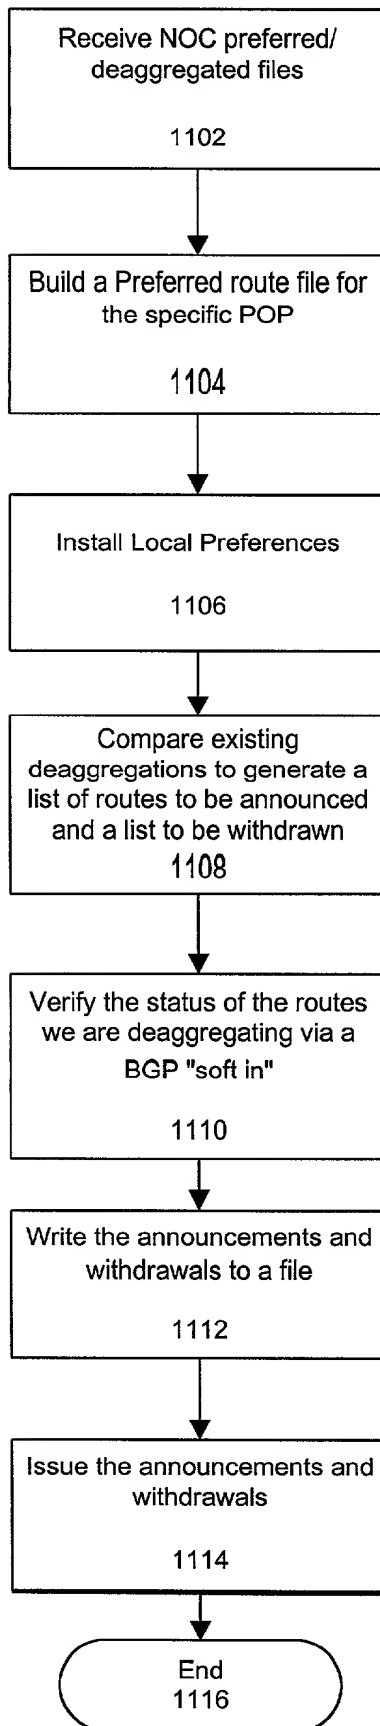 Receive NOC preferred/
deaggregated files
1102
Build a Preferred route file for
the specific POP
1104
Install Local Preferences
1106
Compare existing
deaggregations to generate a
list of routes to be announced
and a list to be withdrawn
1108
Verify the status of the routes
we are deaggregating via a
BGP "soft in"
1110
Write the announcements and
withdrawals to a file
1112
Issue the announcements and
withdrawals
1114
End
1116